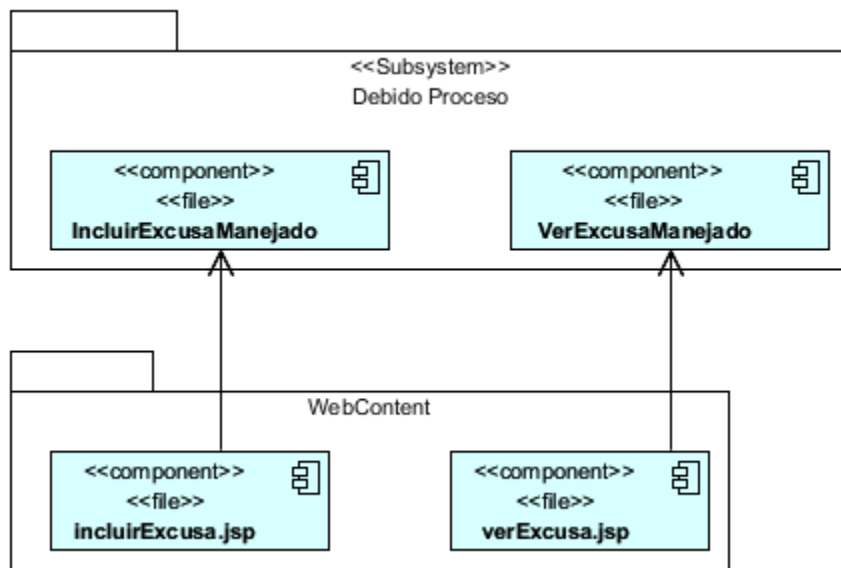 <<Subsystem>>
Debido Proceso
<<component>>
<<file>>
IncluirExcusaManejado
<<component>>
<<file>>
VerExcusaManejado
WebContent
<<component>>
<<file>>
incluirExcusa.jsp
<<component>>
<<file>>
verExcusa.jsp